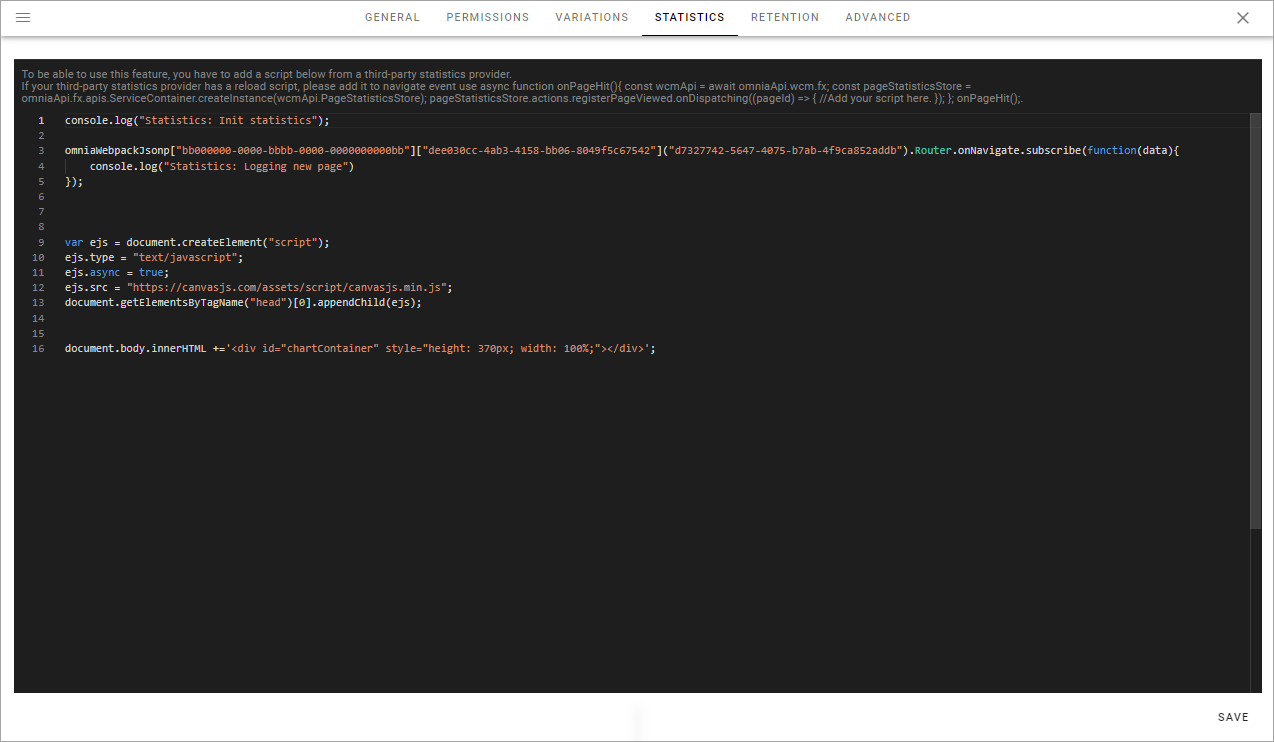 GENERAL PERMISSIONS VARIATIONS STATISTICS RETENTION ADVANCED
To be able to use this feature, you have to add a script below from a third-party statistics provider.
If your third-party statistics provider has a reload script, please add it to navigate event use async function onPageHit(){ const wcmApi = await omniaApi.wcm.fx; const pageStatisticsStore =
omniaApi.fx.apis.ServiceContainer.createInstance(wcmApi.PageStatisticsStore); pageStatisticsStore.actions.registerPageViewed.onDispatching((pageId) => { //Add your script here. }); }; onPageHit();.
1 console.log("Statistics: Init statistics");
2
3 omniaWebpackJsonp["bb000000-0000-bbbb-0000-0000000000bb"]["dee030cc-4ab3-4158-bb06-8049f5c67542"]("d7327742-5647-4075-b7ab-4f9ca852addb").Router.onNavigate.subscribe(function(data){
4 console.log("Statistics: Logging new page")
5 });
6
7
8
9 var ejs = document.createElement("script");
10 ejs.type = "text/javascript";
11 ejs.async = true;
12 ejs.src = "https://canvasjs.com/assets/script/canvasjs.min.js";
13 document.getElementsByTagName("head")[0].appendChild(ejs);
14
15
16 document.body.innerHTML +='<div id="chartContainer" style="height: 370px; width: 100%;"></div>';
SAVE